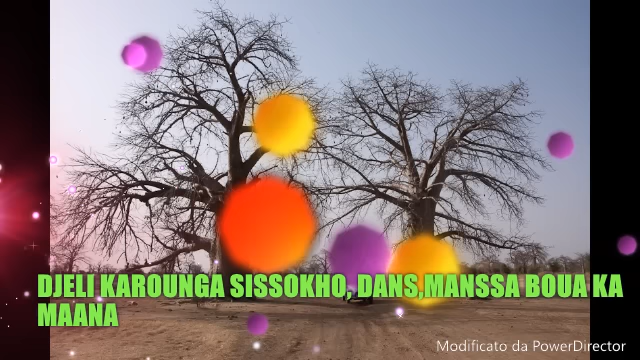 DJELI KAROUNGA SISSOKHO, DANS,MANSSA BOUA KA
MAANA
Modificato da PowerDirector